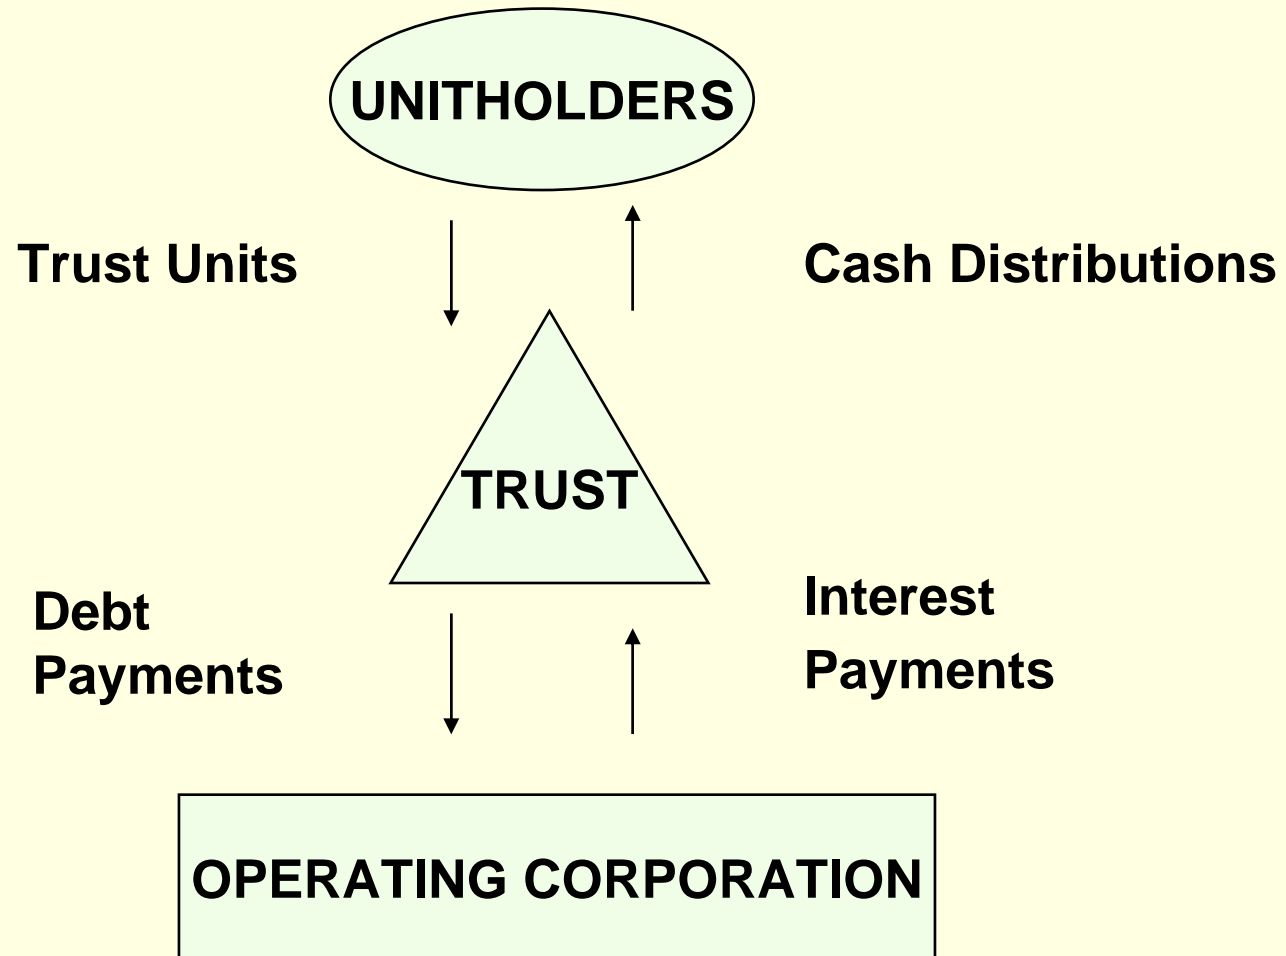 UNITHOLDERS
Trust Units
Cash Distributions
TRUST
Debt
Payments
Interest
Payments
OPERATING CORPORATION